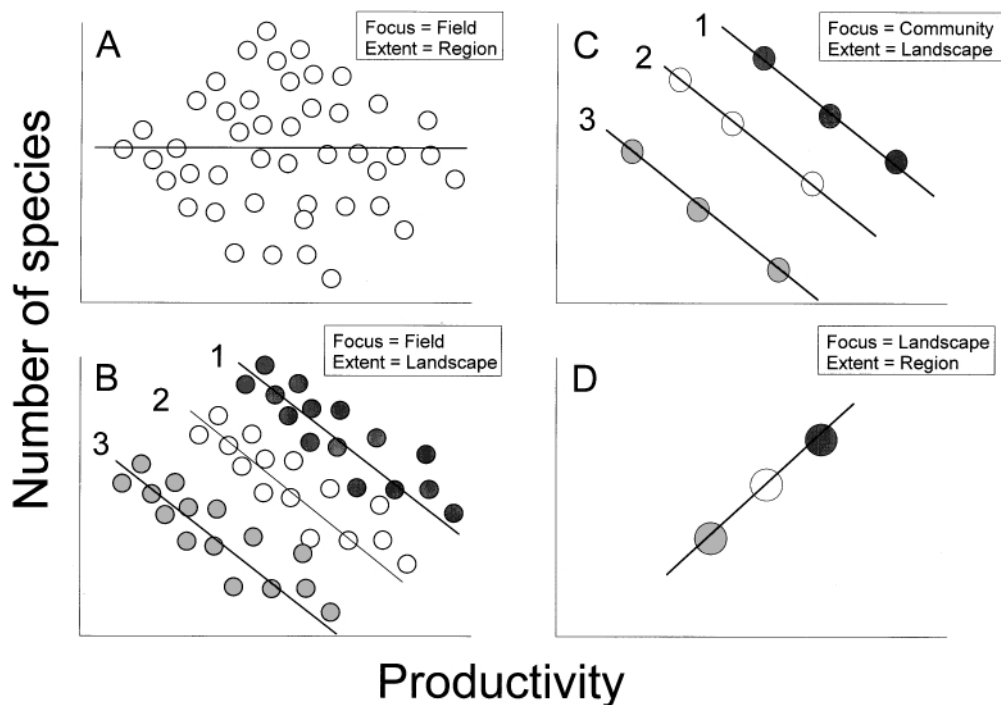 Number of species
A
Focus = Field
Extent = Region
C
Focus = Community
Extent = Landscape
1
2
3
B
Focus = Field
Extent = Landscape
1
2
3
D
Focus = Landscape
Extent = Region
Productivity